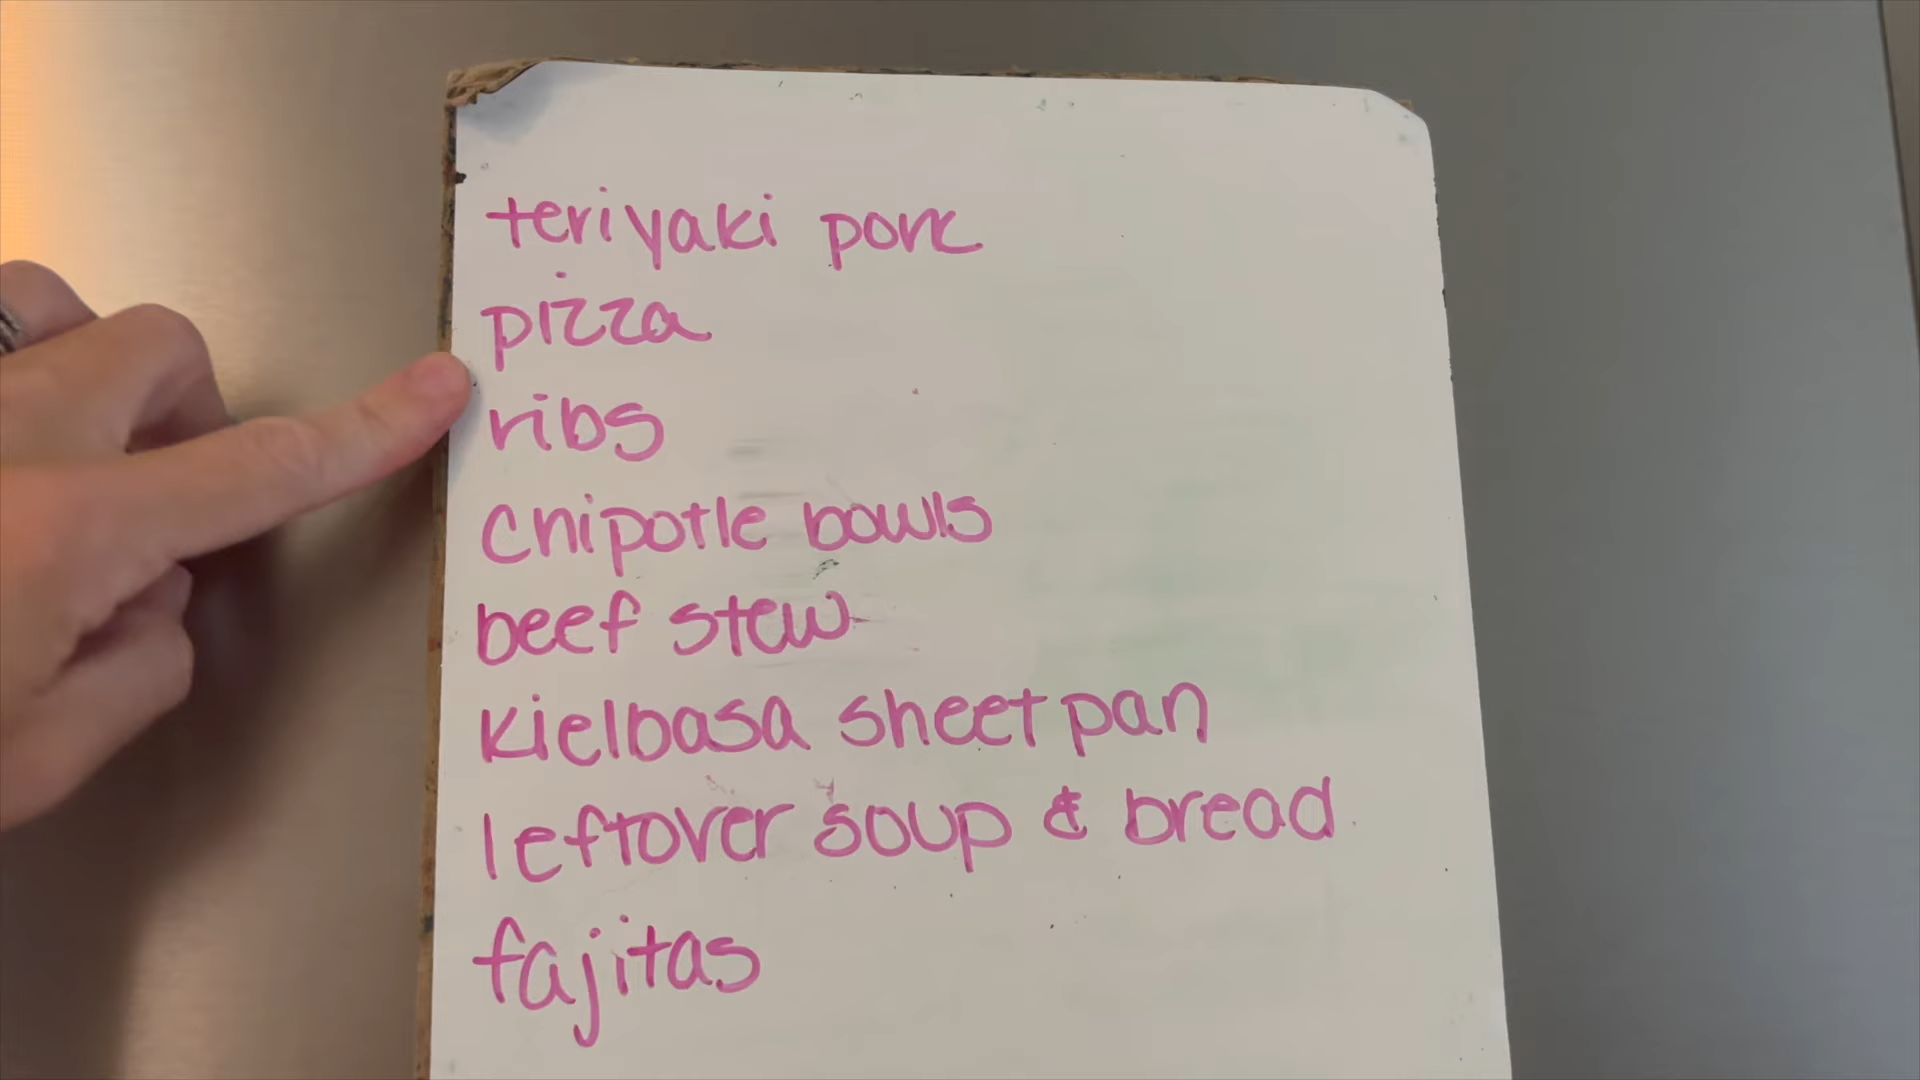 teriyaki pork
pizza
ribs
Chipotle bowls
beef stew
kielbasa sheet pan
leftover soup & bread
fajitas